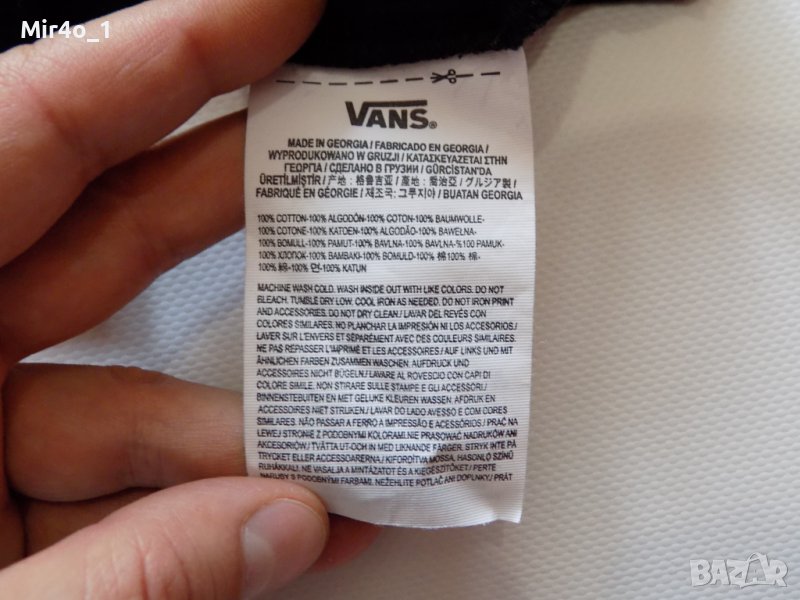 Mir4o_1
VANS®
MADE IN GEORGIA / FABRICADO EN GEORGIA /
WYPRODUKOWANO W GRUZJI / ΚΑΤΑΣΚΕΥΑΖΕΤΑΙ ΣΤΗΝ
ΓΕΩΡΓΙΑ / СДЕЛАНО В ГРУЗИИ / GÜRCİSTAN'DA
ÜRETİLMİŞTİR / 产地 : 格鲁吉亚 / 產地 : 喬治亞 / グルジア製 /
FABRIQUÉ EN GÉORGIE / 제조국: 그루지야 / BUATAN GEORGIA
100% COTTON-100% ALGODÓN-100% COTON-100% BAUMWOLLE-
100% COTONE-100% KATOEN-100% ALGODÃO-100% BAWEŁNA-
100% BOMULL-100% PAMUT-100% BAVLNA-100% BAVLNA-%100 PAMUK-
100% ХЛОПОК-100% ΒΑΜΒΑΚΙ-100% BOMULD-100% 棉 100% 棉-
100% 綿-100% 면-100% KATUN
MACHINE WASH COLD. WASH INSIDE OUT WITH LIKE COLORS. DO NOT
BLEACH. TUMBLE DRY LOW. COOL IRON AS NEEDED. DO NOT IRON PRINT
AND ACCESSORIES. DO NOT DRY CLEAN./ LAVAR DEL REVÉS CON
COLORES SIMILARES. NO PLANCHAR LA IMPRESIÓN NI LOS ACCESORIOS./
LAVER SUR L'ENVERS ET SÉPARÉMENT AVEC DES COULEURS SIMILAIRES.
NE PAS REPASSER L'IMPRIMÉ ET LES ACCESSOIRES./ AUF LINKS UND MIT
ÄHNLICHEN FARBEN ZUSAMMEN WASCHEN. AUFDRUCK UND
ACCESSOIRES NICHT BÜGELN./ LAVARE AL ROVESCIO CON CAPI DI
COLORE SIMILE. NON STIRARE SULLE STAMPE E GLI ACCESSORI./
BINNENSTEBUITEN EN MET GELIJKE KLEUREN WASSEN. AFDRUK EN
ACCESSOIRES NIET STRIJKEN./ LAVAR DO LADO AVESSO E COM CORES
SIMILARES. NÃO PASSAR A FERRO A IMPRESSÃO E ACESSÓRIOS./ PRAĆ NA
LEWEJ STRONIE Z PODOBNYMI KOLORAMI. NIE PRASOWAĆ NADRUKÓW ANI
AKCESORIÓW./ TVÄTTA UT-OCH IN MED LIKNANDE FÄRGER. STRYK INTE PÅ
TRYCKET ELLER ACCESSOARERNA./ KIFORDÍTVA MOSSA, HASONLÓ SZÍNŰ
RUHÁKKAL. NE VASALJA A MINTÁZATOT ÉS A KIEGÉSZÍTŐKET./ PERTE
NARUBY S PODOBNÝMI FARBAMI. NEŽEHLITE POTLAČ ANI DOPLNKY./ PRÁT
BAZAR